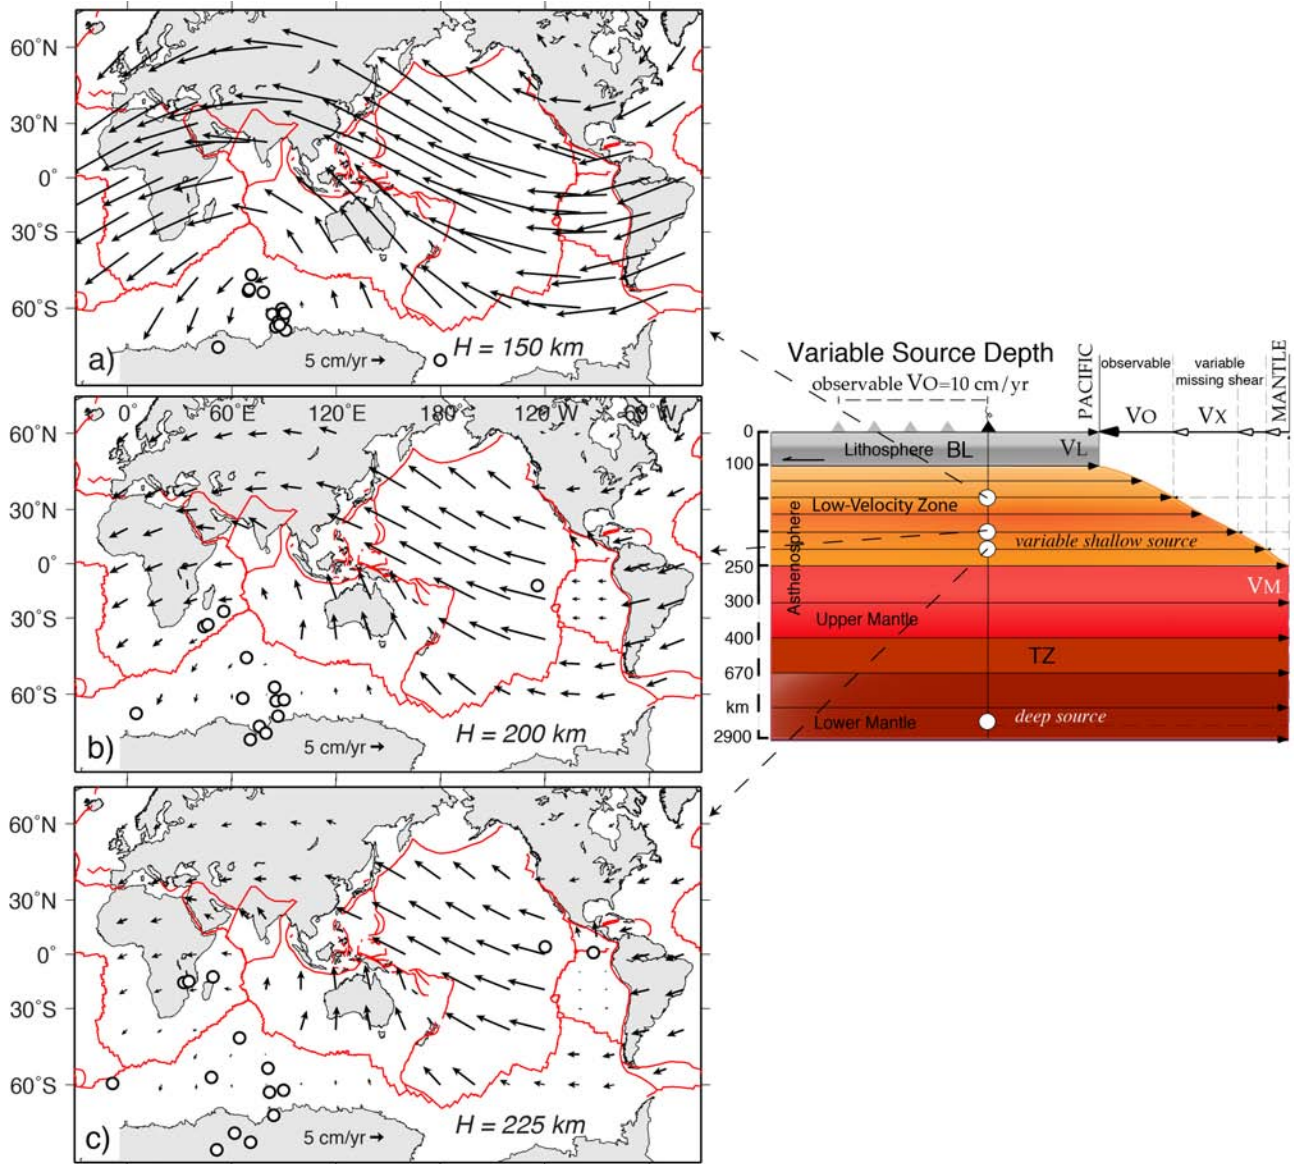 60°N
30°N
0°
30°S
60°S
a)
5 cm/yr
H = 150 km
0°
60°E
120°E
180°
120°W
60°W
60°N
30°N
0°
30°S
60°S
b)
5 cm/yr
H = 200 km
60°N
30°N
0°
30°S
60°S
c)
5 cm/yr
H = 225 km
Variable Source Depth
observable VO=10 cm/yr
PACIFIC
observable
variable
missing shear
MANTLE
VO
VX
0
Lithosphere
BL
VL
100
Low-Velocity Zone
Asthenosphere
variable shallow source
250
VM
300
Upper Mantle
400
TZ
670
km
Lower Mantle
deep source
2900